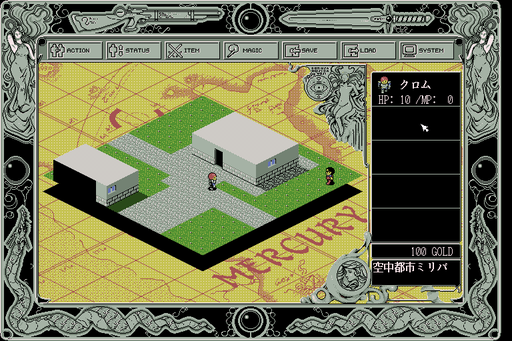 ACTION
STATUS
ITEM
MAGIC
SAVE
LOAD
SYSTEM
クロム
HP: 10 /MP: 0
100 GOLD
空中都市ミリバ
MERCURY